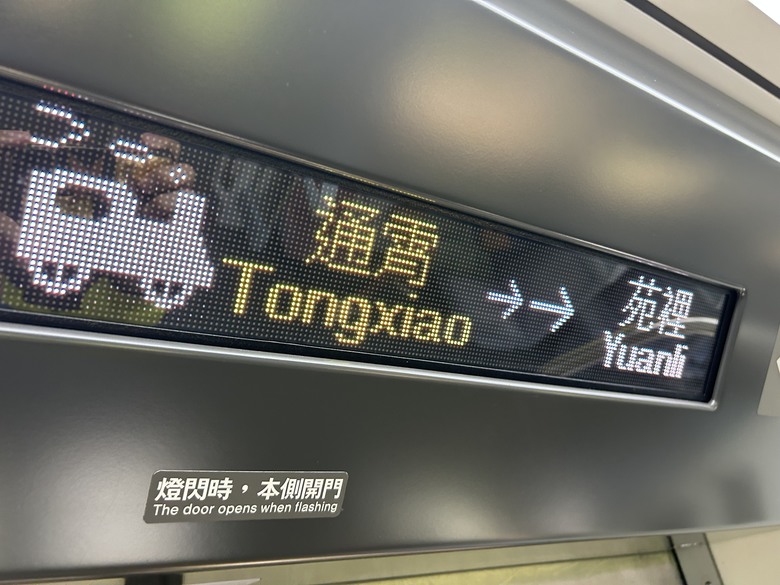 通霄
Tongxiao
→→
苑裡
Yuanli
燈閃時，本側開門
The door opens when flashing